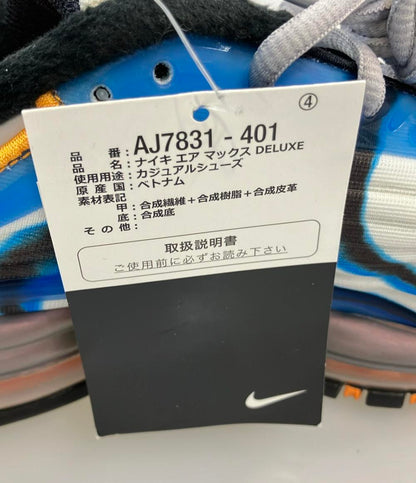 ④
品番：AJ7831 - 401
品名：ナイキ エア マックス DELUXE
使用用途：カジュアルシューズ
原産国：ベトナム
素材表記
甲：合成繊維＋合成樹脂＋合成皮革
底：合成底
その他：
取扱説明書
ご使用前に必ずお読み下さい